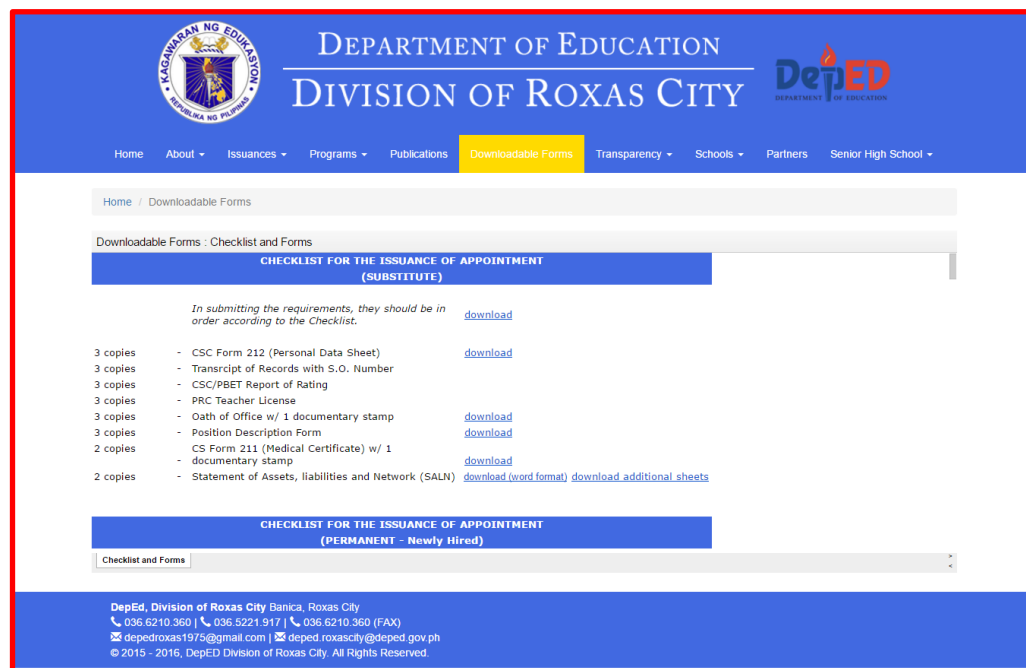 KAGAWARAN NG EDUKASYON
REPUBLIKA NG PILIPINAS
DEPARTMENT OF EDUCATION
DIVISION OF ROXAS CITY
DepED
DEPARTMENT OF EDUCATION
Home About Issuances Programs Publications Downloadable Forms Transparency Schools Partners Senior High School
Home / Downloadable Forms
Downloadable Forms : Checklist and Forms
CHECKLIST FOR THE ISSUANCE OF APPOINTMENT
(SUBSTITUTE)
In submitting the requirements, they should be in
order according to the Checklist. download
3 copies - CSC Form 212 (Personal Data Sheet) download
3 copies - Transrcipt of Records with S.O. Number
3 copies - CSC/PBET Report of Rating
3 copies - PRC Teacher License
3 copies - Oath of Office w/ 1 documentary stamp download
3 copies - Position Description Form download
2 copies CS Form 211 (Medical Certificate) w/ 1
- documentary stamp download
2 copies - Statement of Assets, liabilities and Network (SALN) download (word format) download additional sheets
CHECKLIST FOR THE ISSUANCE OF APPOINTMENT
(PERMANENT - Newly Hired)
Checklist and Forms
DepEd, Division of Roxas City Banica, Roxas City
036.6210.360 | 036.5221.917 | 036.6210.360 (FAX)
depedroxas1975@gmail.com | deped.roxascity@deped.gov.ph
© 2015 - 2016, DepED Division of Roxas City. All Rights Reserved.